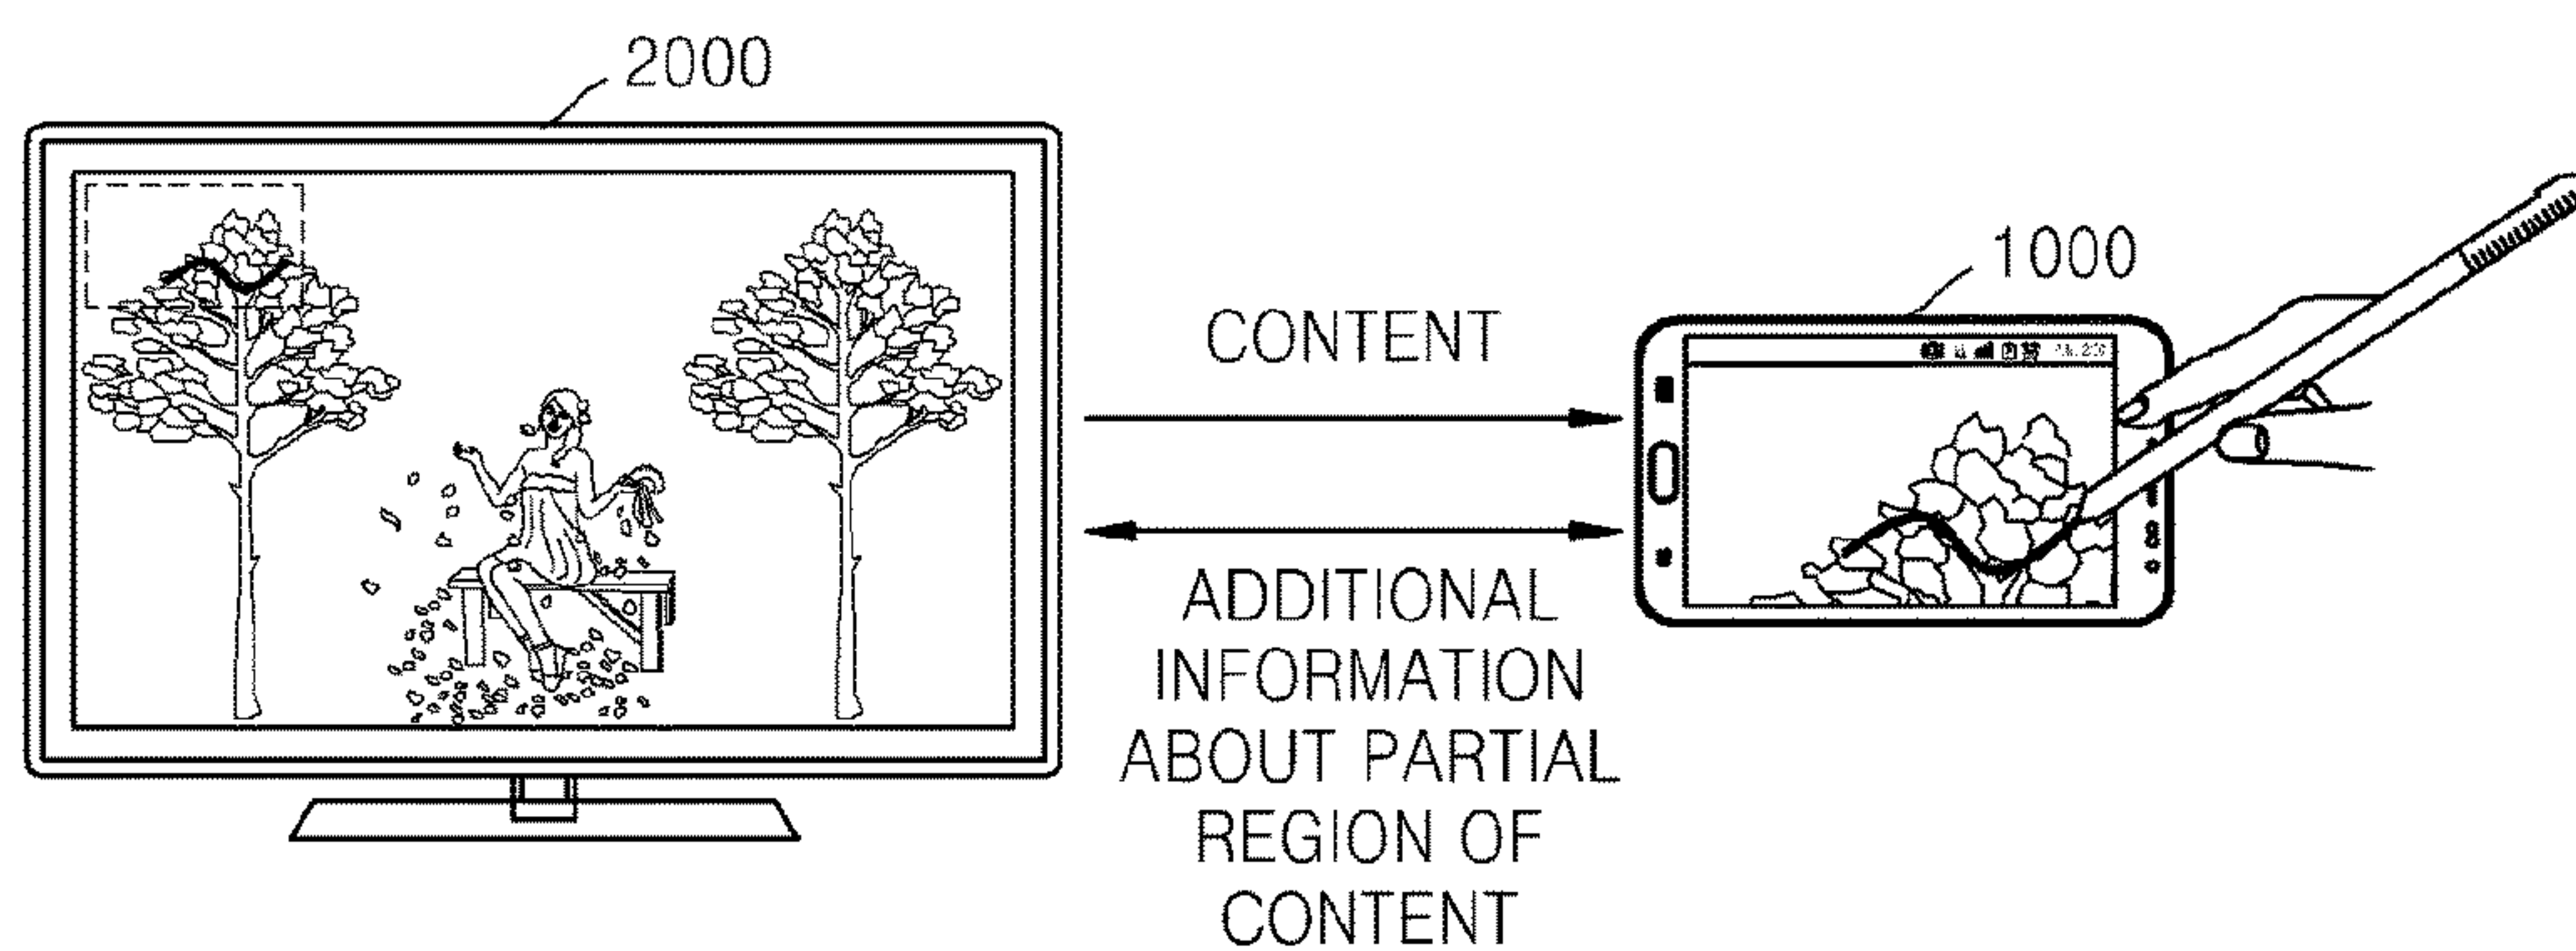 2000
1000
CONTENT
ADDITIONAL
INFORMATION
ABOUT PARTIAL
REGION OF
CONTENT